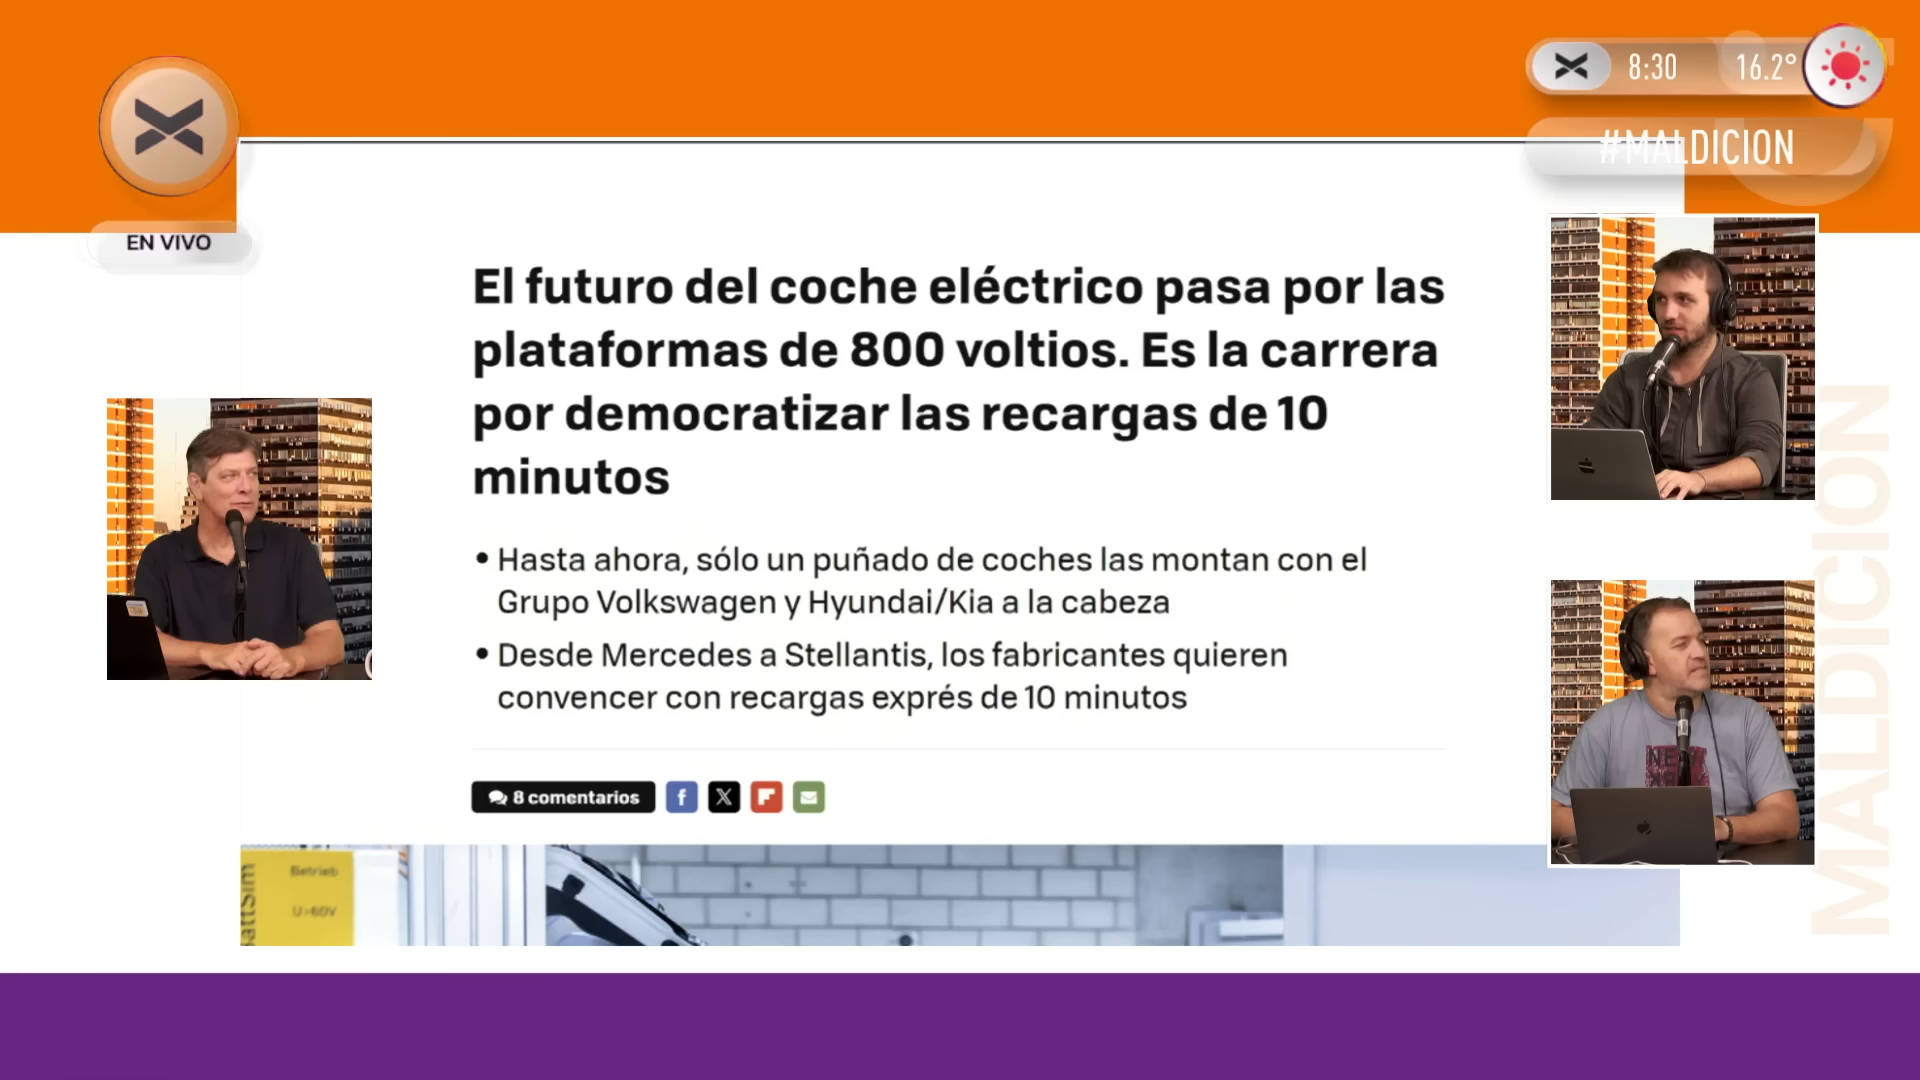 8:30 16.2°
#MALDICION
EN VIVO
El futuro del coche eléctrico pasa por las
plataformas de 800 voltios. Es la carrera
por democratizar las recargas de 10
minutos
• Hasta ahora, sólo un puñado de coches las montan con el
Grupo Volkswagen y Hyundai/Kia a la cabeza
• Desde Mercedes a Stellantis, los fabricantes quieren
convencer con recargas exprés de 10 minutos
8 comentarios
MALDICION
Betrieb
U>60V